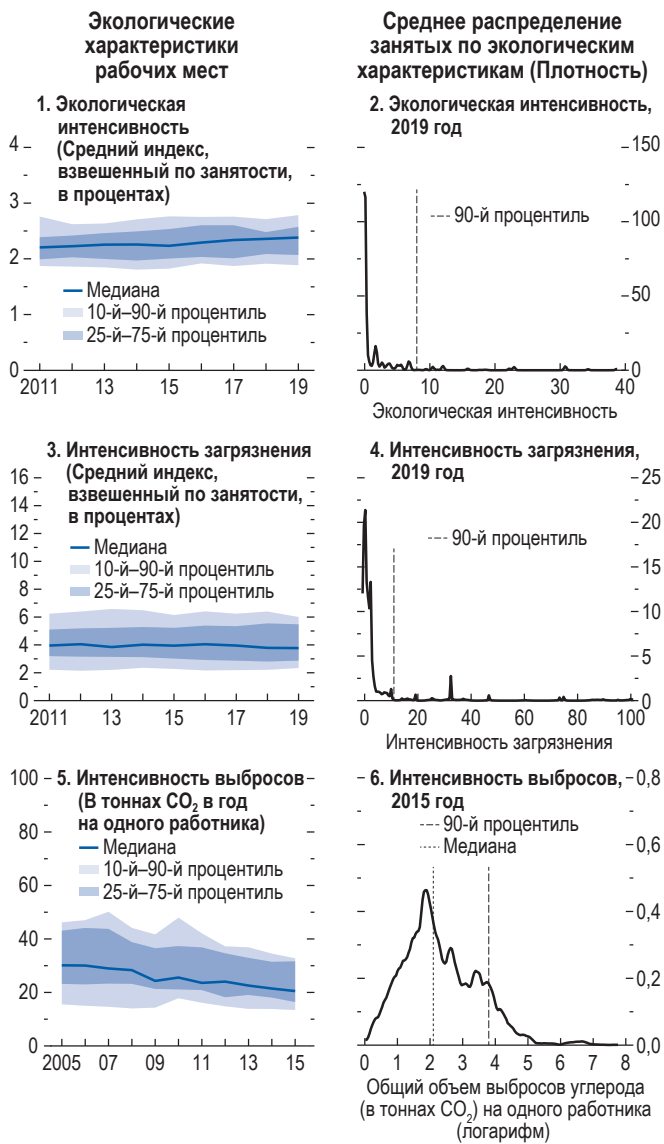 Экологические
характеристики
рабочих мест
Среднее распределение
занятых по экологическим
характеристикам (Плотность)
1. Экологическая
интенсивность
(Средний индекс,
взвешенный по занятости,
в процентах)
4
3
2
1
0
Медиана
10-й–90-й процентиль
25-й–75-й процентиль
2011 13 15 17 19
2. Экологическая интенсивность,
2019 год
150
100
50
0
90-й процентиль
0 10 20 30 40
Экологическая интенсивность
3. Интенсивность загрязнения
(Средний индекс,
взвешенный по занятости,
в процентах)
16
14
12
10
8
6
4
2
0
Медиана
10-й–90-й процентиль
25-й–75-й процентиль
2011 13 15 17 19
4. Интенсивность загрязнения,
2019 год
25
20
15
10
5
0
90-й процентиль
0 20 40 60 80 100
Интенсивность загрязнения
5. Интенсивность выбросов
(В тоннах CO₂ в год
на одного работника)
100
80
60
40
20
0
Медиана
10-й–90-й процентиль
25-й–75-й процентиль
2005 07 09 11 13 15
6. Интенсивность выбросов,
2015 год
0,8
0,6
0,4
0,2
0
90-й процентиль
Медиана
0 1 2 3 4 5 6 7 8
Общий объем выбросов углерода
(в тоннах CO₂) на одного работника
(логарифм)